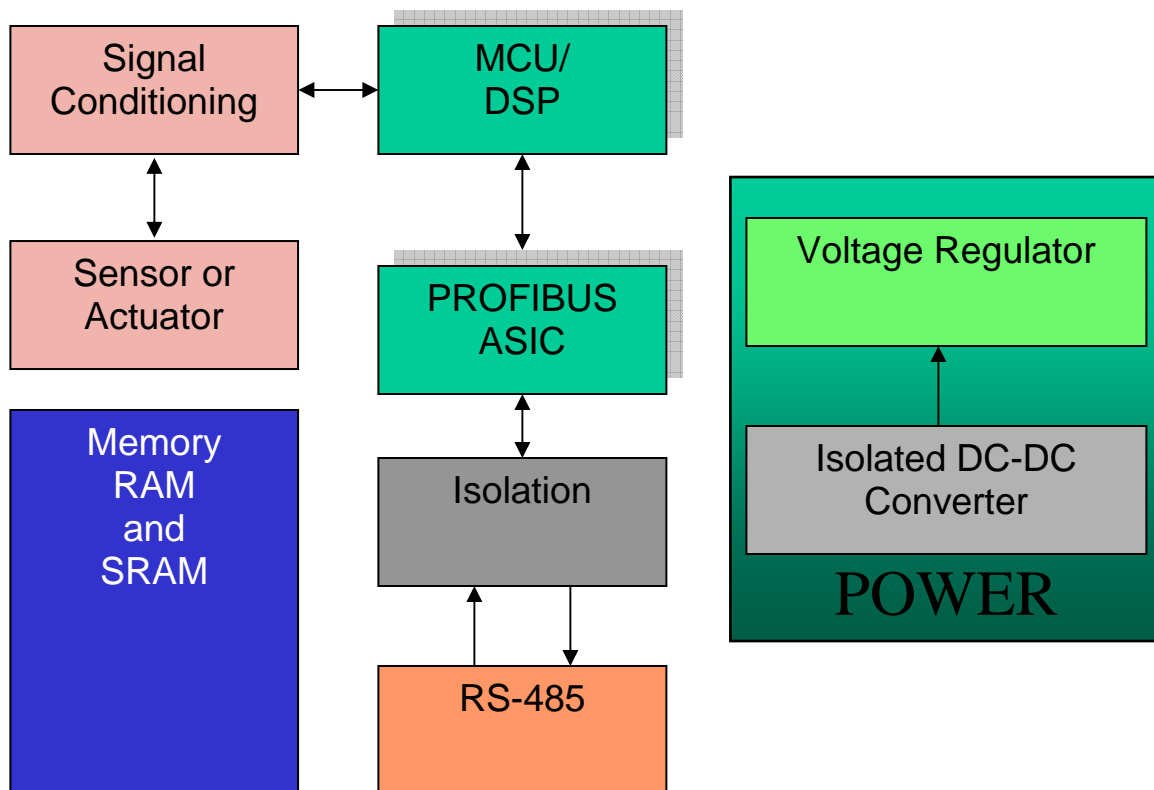 Signal
Conditioning
MCU/
DSP
Sensor or
Actuator
PROFIBUS
ASIC
Memory
RAM
and
SRAM
Isolation
RS-485
Voltage Regulator
Isolated DC-DC
Converter
POWER